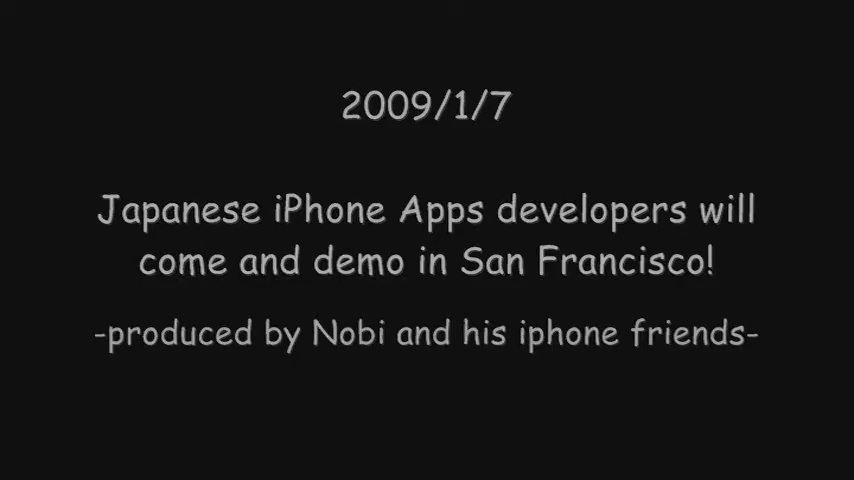 2009/1/7
Japanese iPhone Apps developers will
come and demo in San Francisco!
-produced by Nobi and his iphone friends-